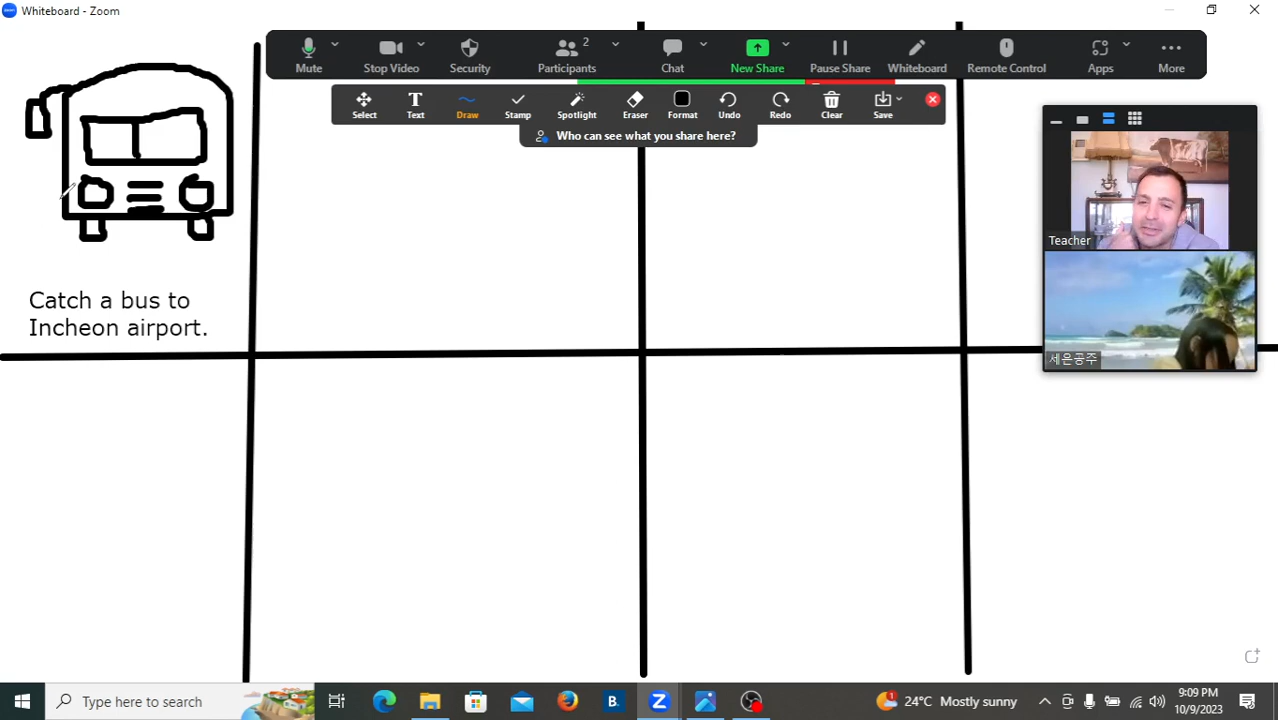 Whiteboard - Zoom
Mute
Stop Video
Security
Participants
2
Chat
New Share
Pause Share
Whiteboard
Remote Control
Apps
More
Select
Text
Draw
Stamp
Spotlight
Eraser
Format
Undo
Redo
Clear
Save
Who can see what you share here?
Teacher
세은공주
Catch a bus to
Incheon airport.
Type here to search
B.
1
24°C Mostly sunny
9:09 PM
10/9/2023